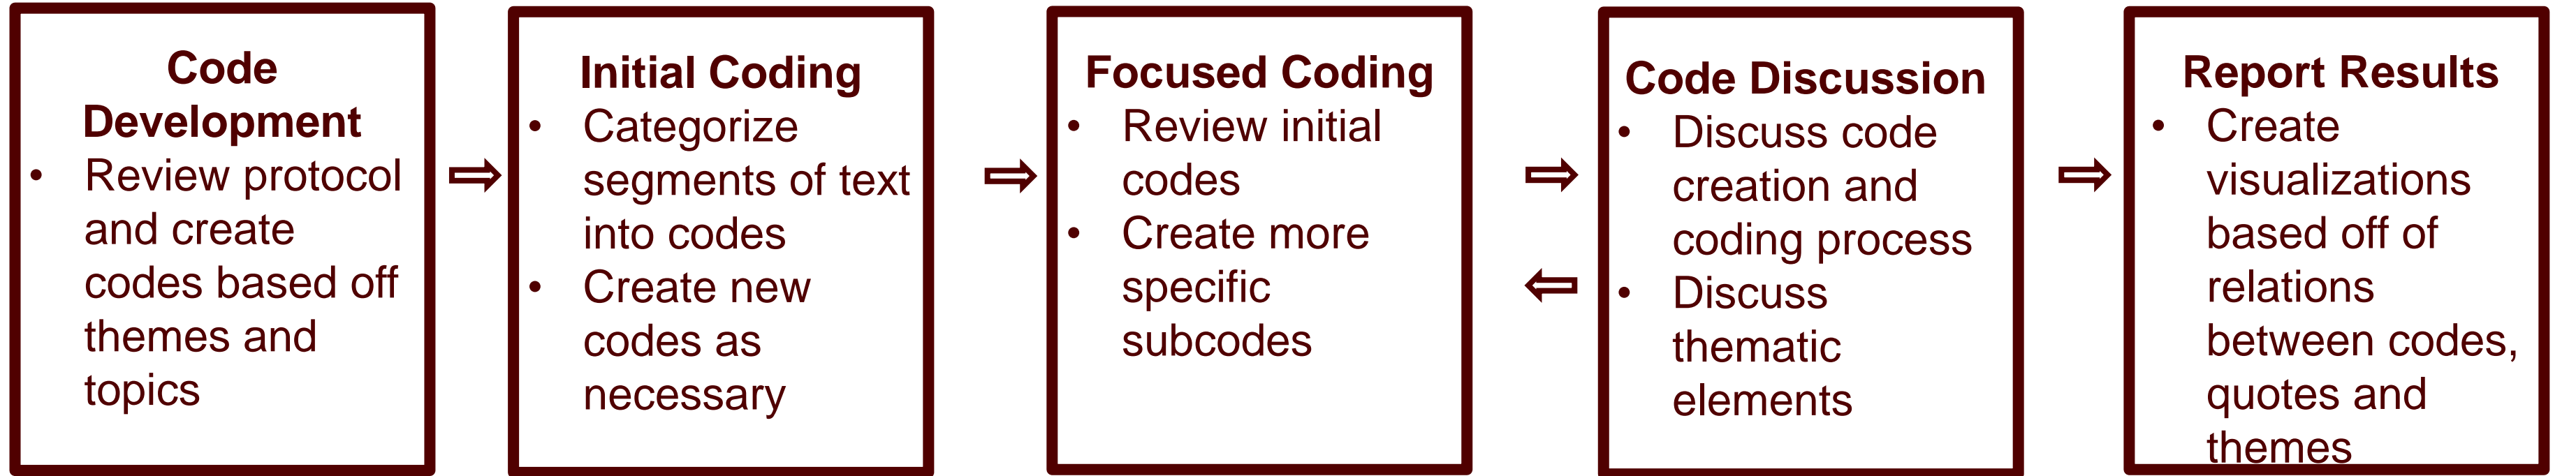 Code
Development
• Review protocol
and create
codes based off
themes and
topics
⇨
Initial Coding
• Categorize
segments of text
into codes
• Create new
codes as
necessary
⇨
Focused Coding
• Review initial
codes
• Create more
specific
subcodes
⇨
⇦
Code Discussion
• Discuss code
creation and
coding process
• Discuss
thematic
elements
⇨
Report Results
• Create
visualizations
based off of
relations
between codes,
quotes and
themes